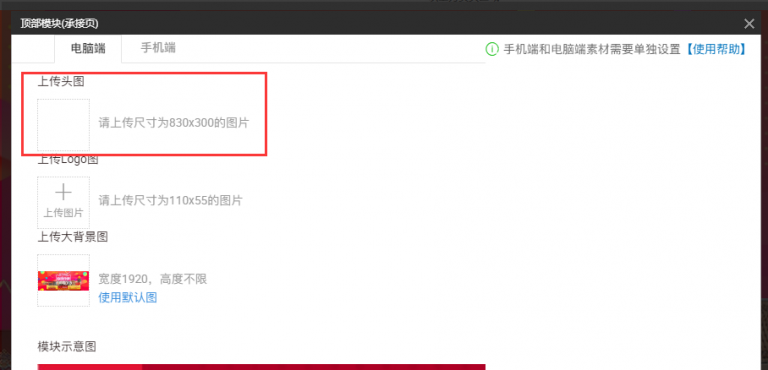 顶部模块(承接页)
电脑端
手机端
手机端和电脑端素材需要单独设置【使用帮助】
上传头图
请上传尺寸为830x300的图片
上传Logo图
上传图片
请上传尺寸为110x55的图片
上传大背景图
宽度1920，高度不限
使用默认图
模块示意图